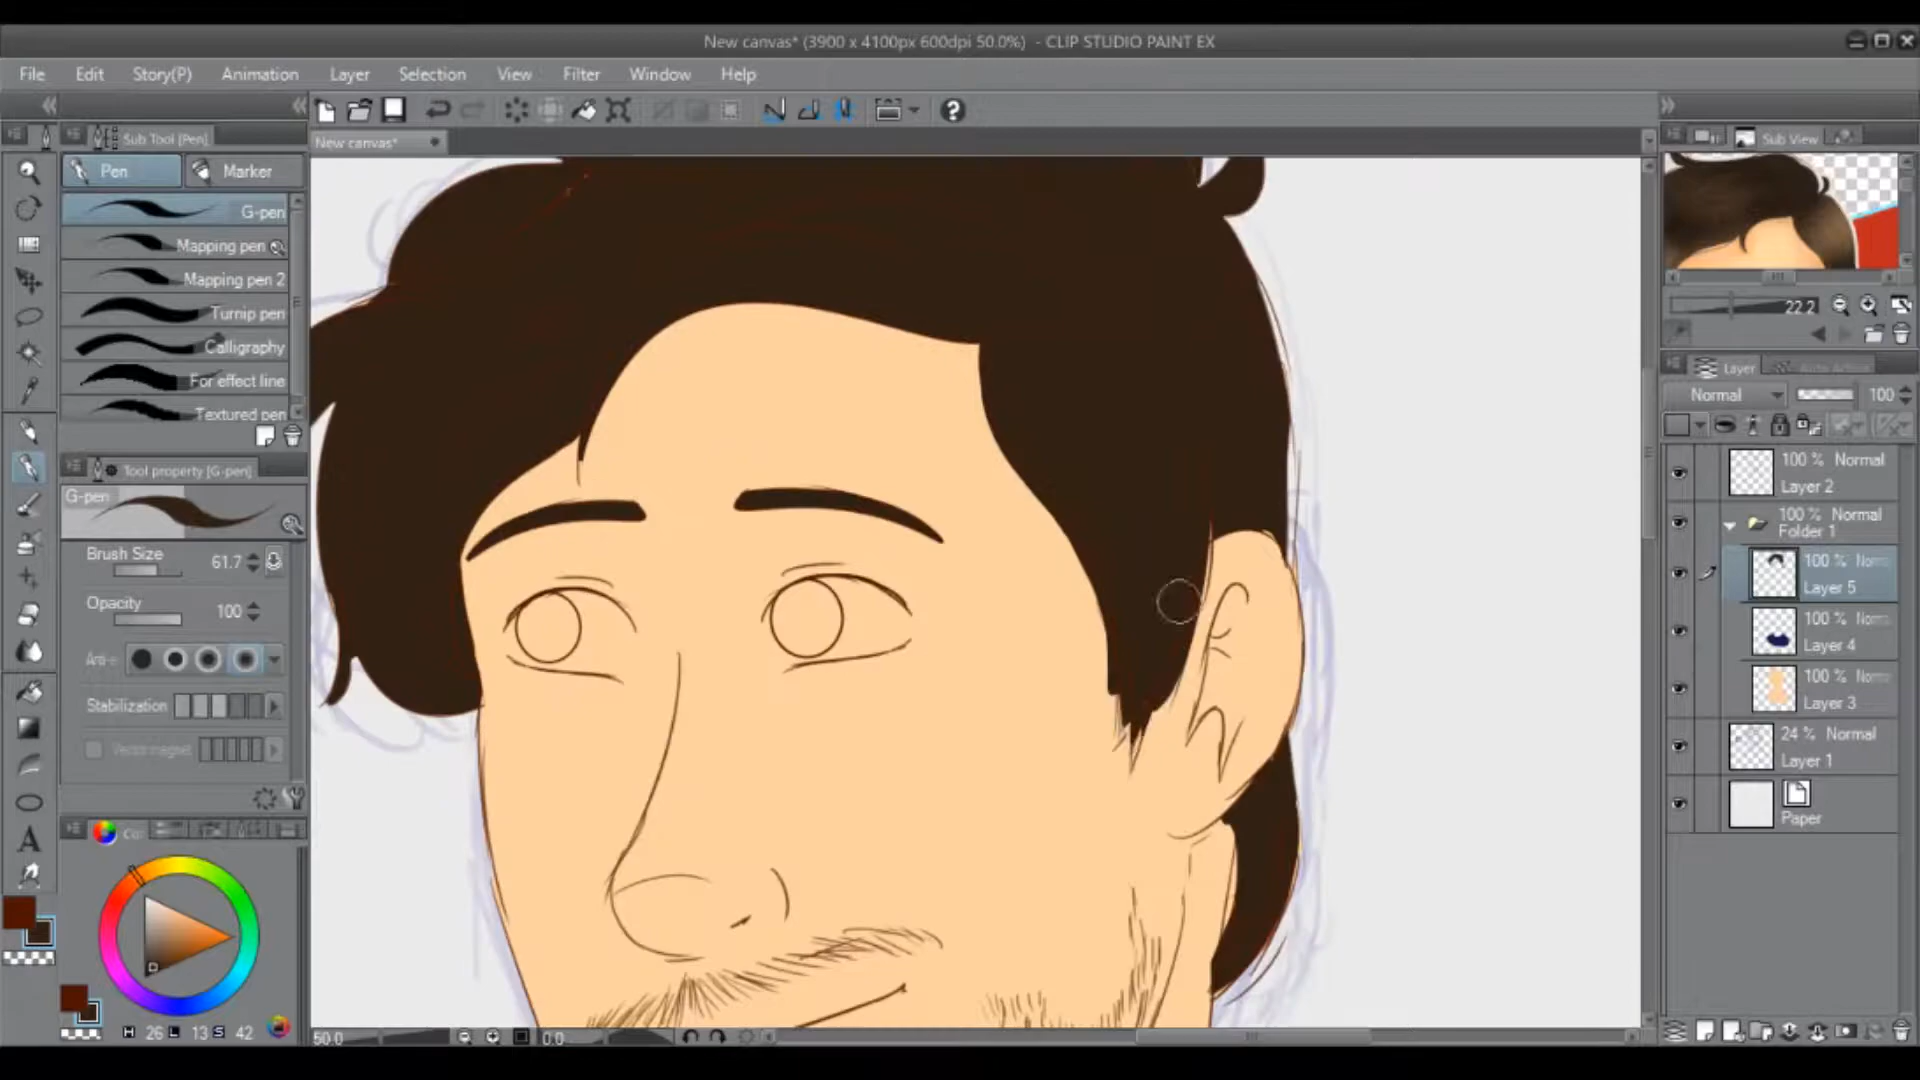 New canvas* (3900 x 4100px 600dpi 50.0%) - CLIP STUDIO PAINT EX
File Edit Story(P) Animation Layer Selection View Filter Window Help
Sub Tool [Pen]
New canvas*
Sub View
Pen Marker
G-pen
Mapping pen
Mapping pen 2
Turnip pen
Calligraphy
For effect line
Textured pen
Tool property [G-pen]
G-pen
Brush Size 61.7
Opacity 100
Stabilization
Vector magnet
H 26 L 13 S 42
50.0 0.0
22.2
Layer
Normal 100
100 % Normal
Layer 2
100 % Normal
Folder 1
100 %
Layer 5
100 %
Layer 4
100 %
Layer 3
24 % Normal
Layer 1
Paper